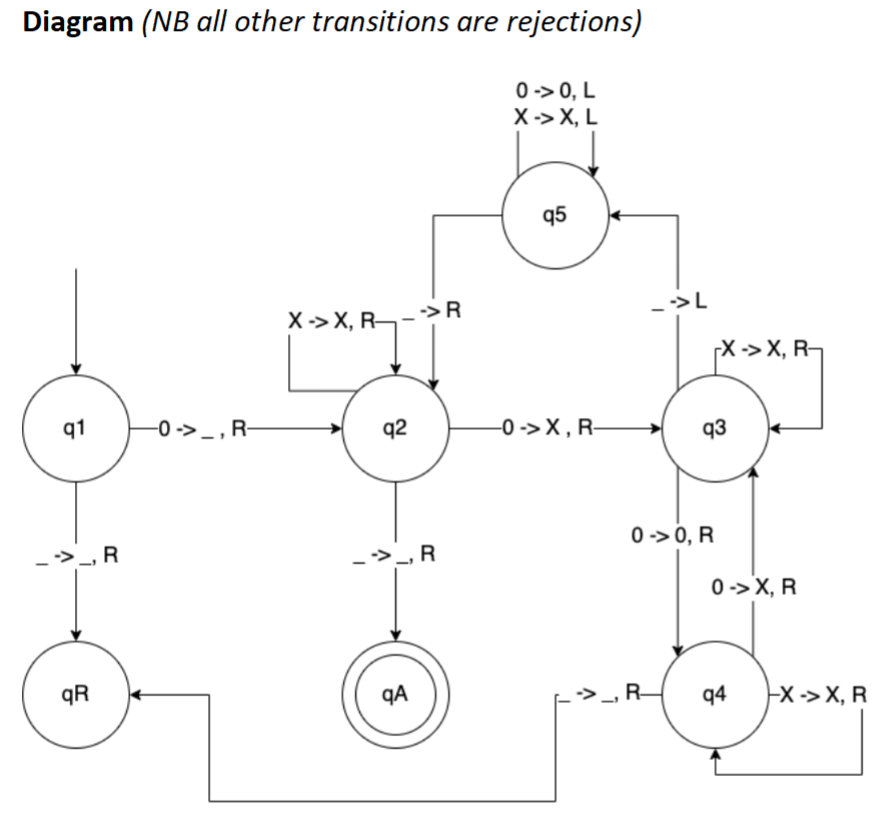 Diagram (NB all other transitions are rejections)
0 -> 0, L
X -> X, L
q5
_ -> R
_ -> L
X -> X, R
X -> X, R
q1
0 -> _ , R
q2
0 -> X , R
q3
0 -> 0, R
_ -> _, R
_ -> _, R
0 -> X, R
qR
qA
_ -> _, R
q4
X -> X, R